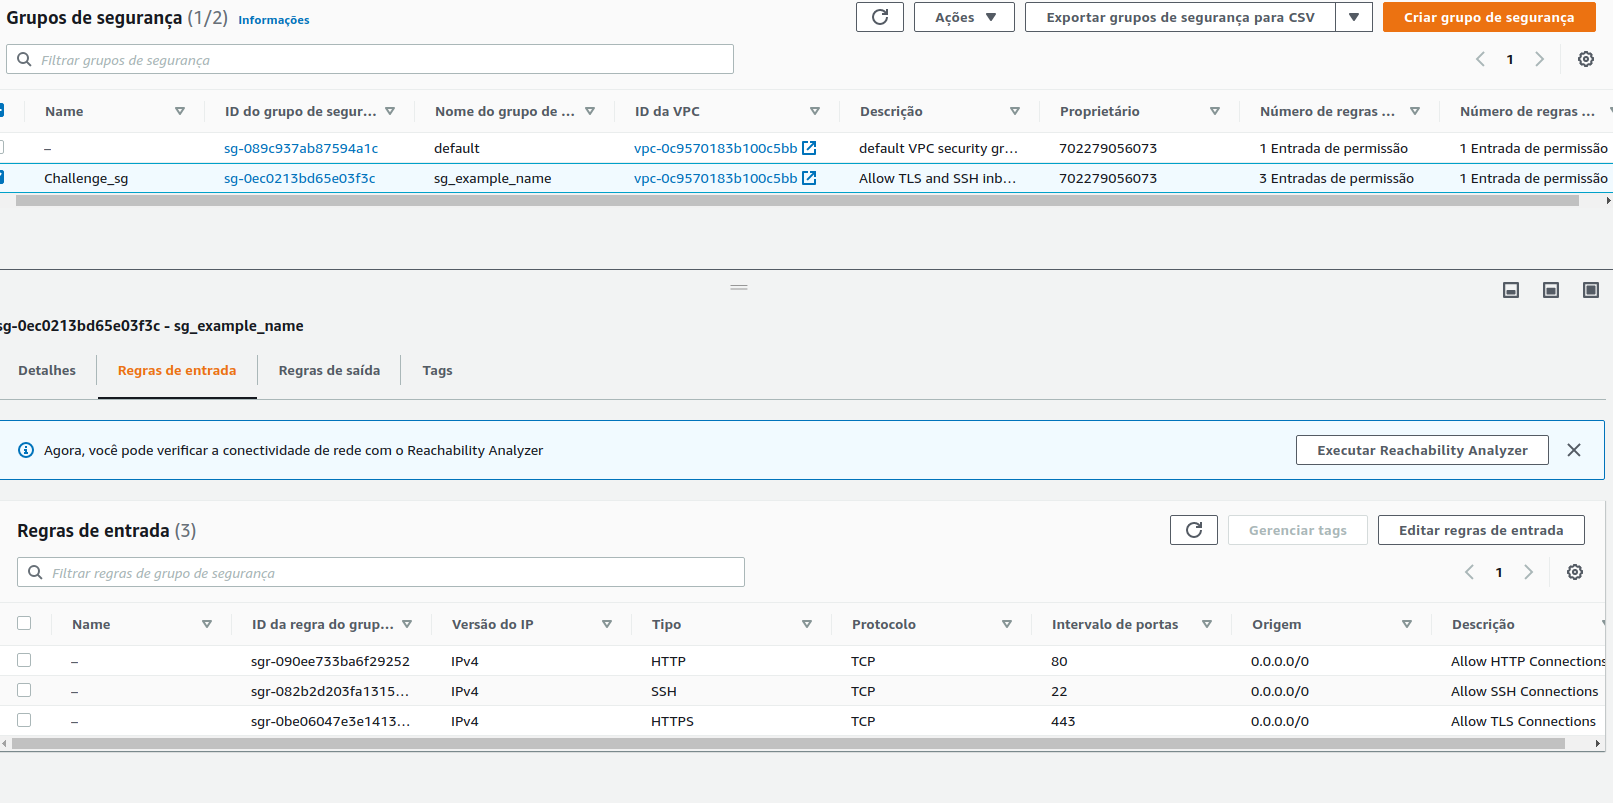 Grupos de segurança (1/2) Informações
Ações
Exportar grupos de segurança para CSV
Criar grupo de segurança
Filtrar grupos de segurança
1
Name ID do grupo de segur... Nome do grupo de ... ID da VPC Descrição Proprietário Número de regras ... Número de regras ...
– sg-089c937ab87594a1c default vpc-0c9570183b100c5bb default VPC security gr... 702279056073 1 Entrada de permissão 1 Entrada de permissão
Challenge_sg sg-0ec0213bd65e03f3c sg_example_name vpc-0c9570183b100c5bb Allow TLS and SSH inb... 702279056073 3 Entradas de permissão 1 Entrada de permissão
sg-0ec0213bd65e03f3c - sg_example_name
Detalhes Regras de entrada Regras de saída Tags
Agora, você pode verificar a conectividade de rede com o Reachability Analyzer
Executar Reachability Analyzer
Regras de entrada (3)
Gerenciar tags
Editar regras de entrada
Filtrar regras de grupo de segurança
1
Name ID da regra do grup... Versão do IP Tipo Protocolo Intervalo de portas Origem Descrição
– sgr-090ee733ba6f29252 IPv4 HTTP TCP 80 0.0.0.0/0 Allow HTTP Connections
– sgr-082b2d203fa1315... IPv4 SSH TCP 22 0.0.0.0/0 Allow SSH Connections
– sgr-0be06047e3e1413... IPv4 HTTPS TCP 443 0.0.0.0/0 Allow TLS Connections